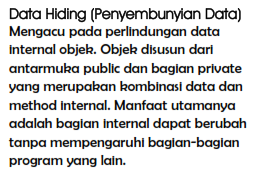 Data Hiding (Penyembunyian Data)
Mengacu pada perlindungan data
internal objek. Objek disusun dari
antarmuka public dan bagian private
yang merupakan kombinasi data dan
method internal. Manfaat utamanya
adalah bagian internal dapat berubah
tanpa mempengaruhi bagian-bagian
program yang lain.